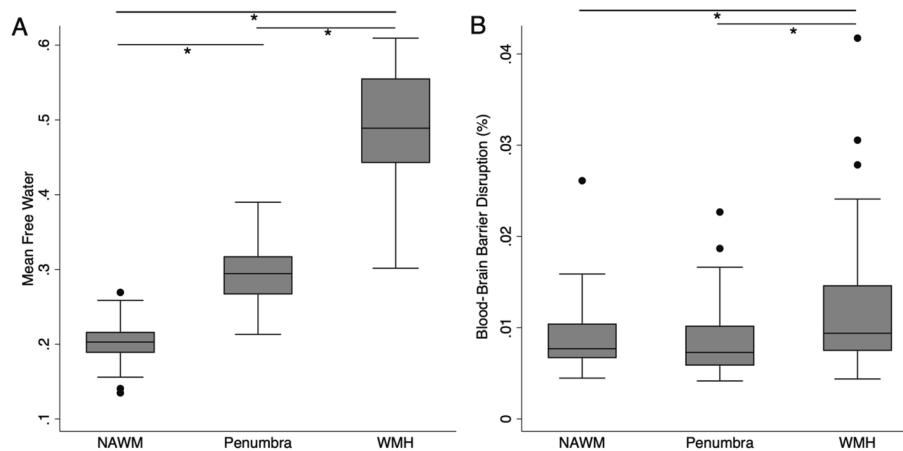 A
*
*
*
Mean Free Water
.6
.5
.4
.3
.2
.1
NAWM Penumbra WMH
B
*
*
Blood-Brain Barrier Disruption (%)
.04
.03
.02
.01
0
NAWM Penumbra WMH